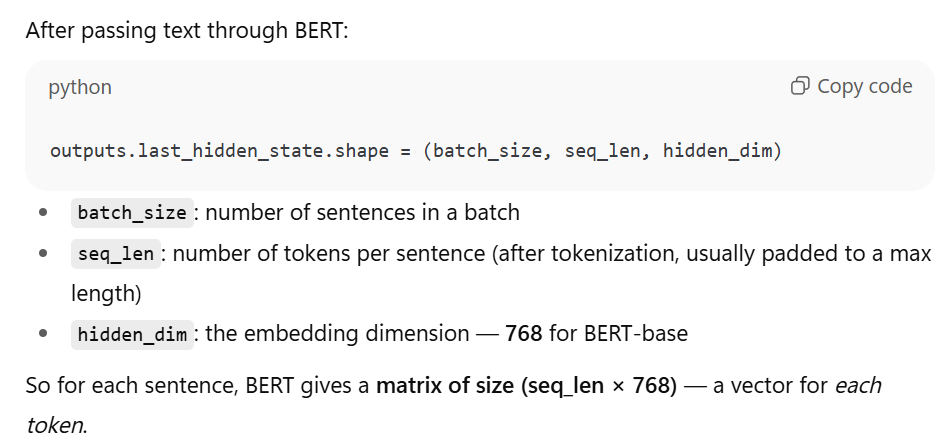 After passing text through BERT:
python
Copy code
outputs.last_hidden_state.shape = (batch_size, seq_len, hidden_dim)
• batch_size: number of sentences in a batch
• seq_len: number of tokens per sentence (after tokenization, usually padded to a max
length)
• hidden_dim: the embedding dimension — 768 for BERT-base
So for each sentence, BERT gives a matrix of size (seq_len × 768) — a vector for each
token.